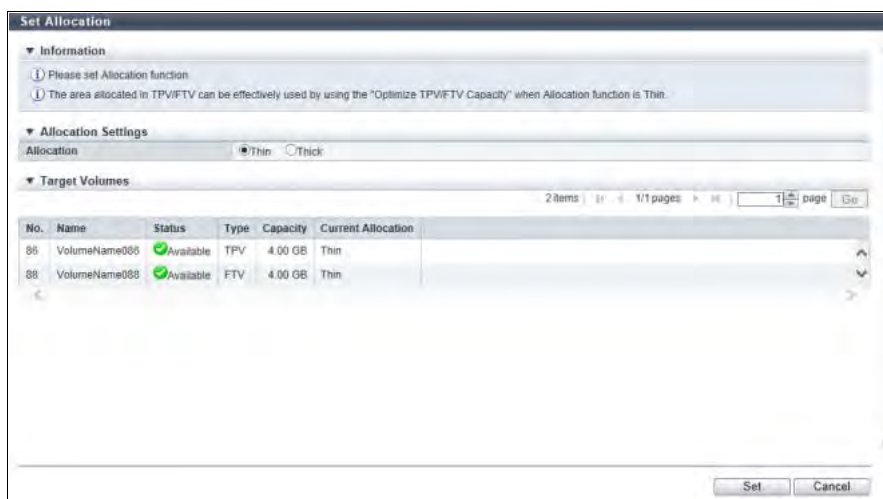 Set Allocation
Information
Please set Allocation function
The area allocated in TPV/FTV can be effectively used by using the "Optimize TPV/FTV Capacity" when Allocation function is Thin.
Allocation Settings
Allocation Thin Thick
Target Volumes
2 items 1/1 pages 1 page Go
No. Name Status Type Capacity Current Allocation
86 VolumeName086 Available TPV 4.00 GB Thin
88 VolumeName088 Available FTV 4.00 GB Thin
Set Cancel